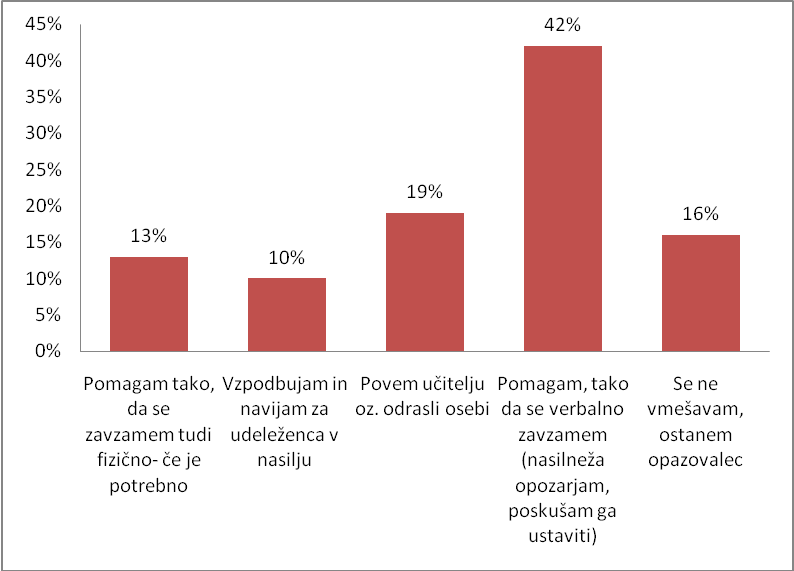 45%
40%
35%
30%
25%
20%
15%
10%
5%
0%
13%
10%
19%
42%
16%
Pomagam tako,
da se
zavzamem tudi
fizično- če je
potrebno
Vzpodbujam in
navijam za
udeleženca v
nasilju
Povem učitelju
oz. odrasli osebi
Pomagam, tako
da se verbalno
zavzamem
(nasilneža
opozarjam,
poskušam ga
ustaviti)
Se ne
vmešavam,
ostanem
opazovalec